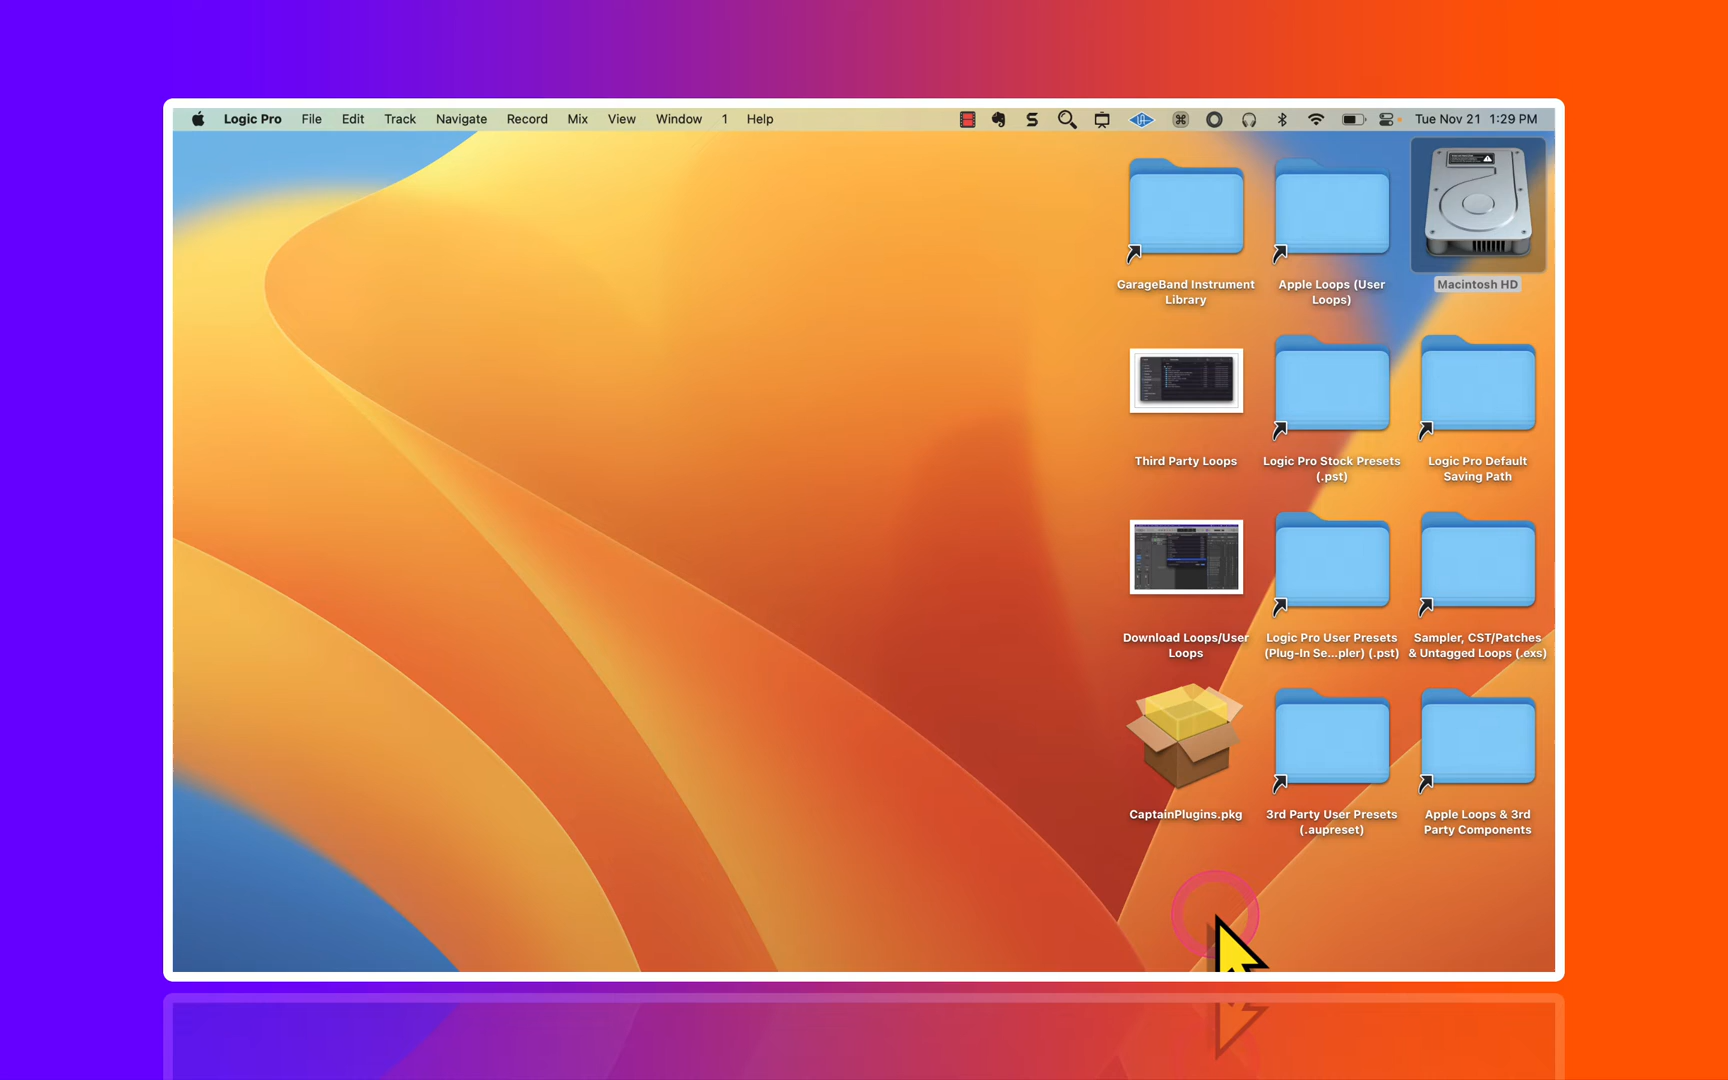 Logic Pro File Edit Track Navigate Record Mix View Window 1 Help Tue Nov 21 1:29 PM
GarageBand Instrument
Library
Apple Loops (User
Loops)
Macintosh HD
Third Party Loops
Logic Pro Stock Presets
(.pst)
Logic Pro Default
Saving Path
Download Loops/User
Loops
Logic Pro User Presets
(Plug-In Se...pler) (.pst)
Sampler, CST/Patches
& Untagged Loops (.exs)
CaptainPlugins.pkg
3rd Party User Presets
(.aupreset)
Apple Loops & 3rd
Party Components